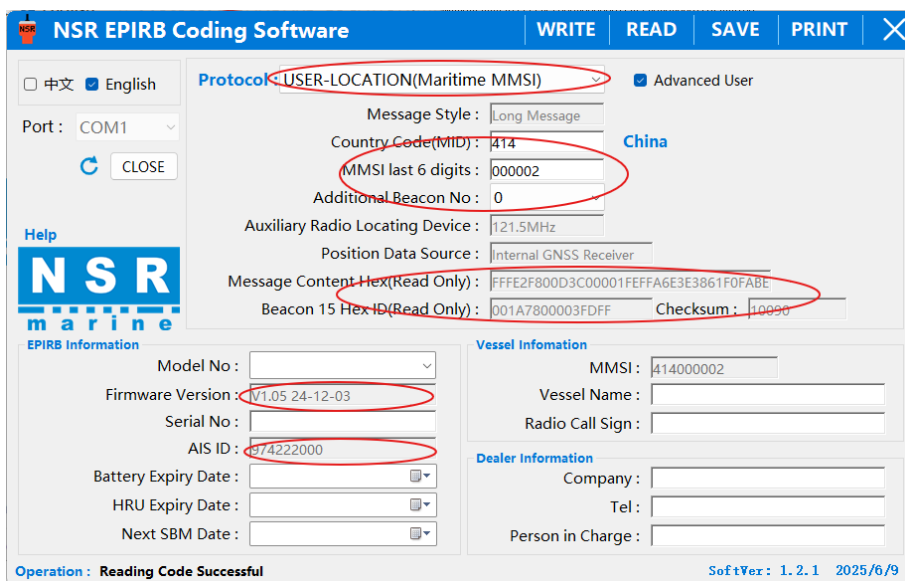 NSR NSR EPIRB Coding Software WRITE READ SAVE PRINT
中文 English
Port : COM1
CLOSE
Help
NSR
marine
Protocol : USER-LOCATION(Maritime MMSI) Advanced User
Message Style : Long Message
Country Code(MID) : 414 China
MMSI last 6 digits : 000002
Additional Beacon No : 0
Auxiliary Radio Locating Device : 121.5MHz
Position Data Source : Internal GNSS Receiver
Message Content Hex(Read Only) : FFFE2F800D3C00001FEFFA6E3E3861F0FABE
Beacon 15 Hex ID(Read Only) : 001A7800003FDFF Checksum : 10090
EPIRB Information
Model No :
Firmware Version : V1.05 24-12-03
Serial No :
AIS ID : 974222000
Battery Expiry Date :
HRU Expiry Date :
Next SBM Date :
Vessel Infomation
MMSI : 414000002
Vessel Name :
Radio Call Sign :
Dealer Information
Company :
Tel :
Person in Charge :
Operation : Reading Code Successful
SoftVer: 1.2.1 2025/6/9